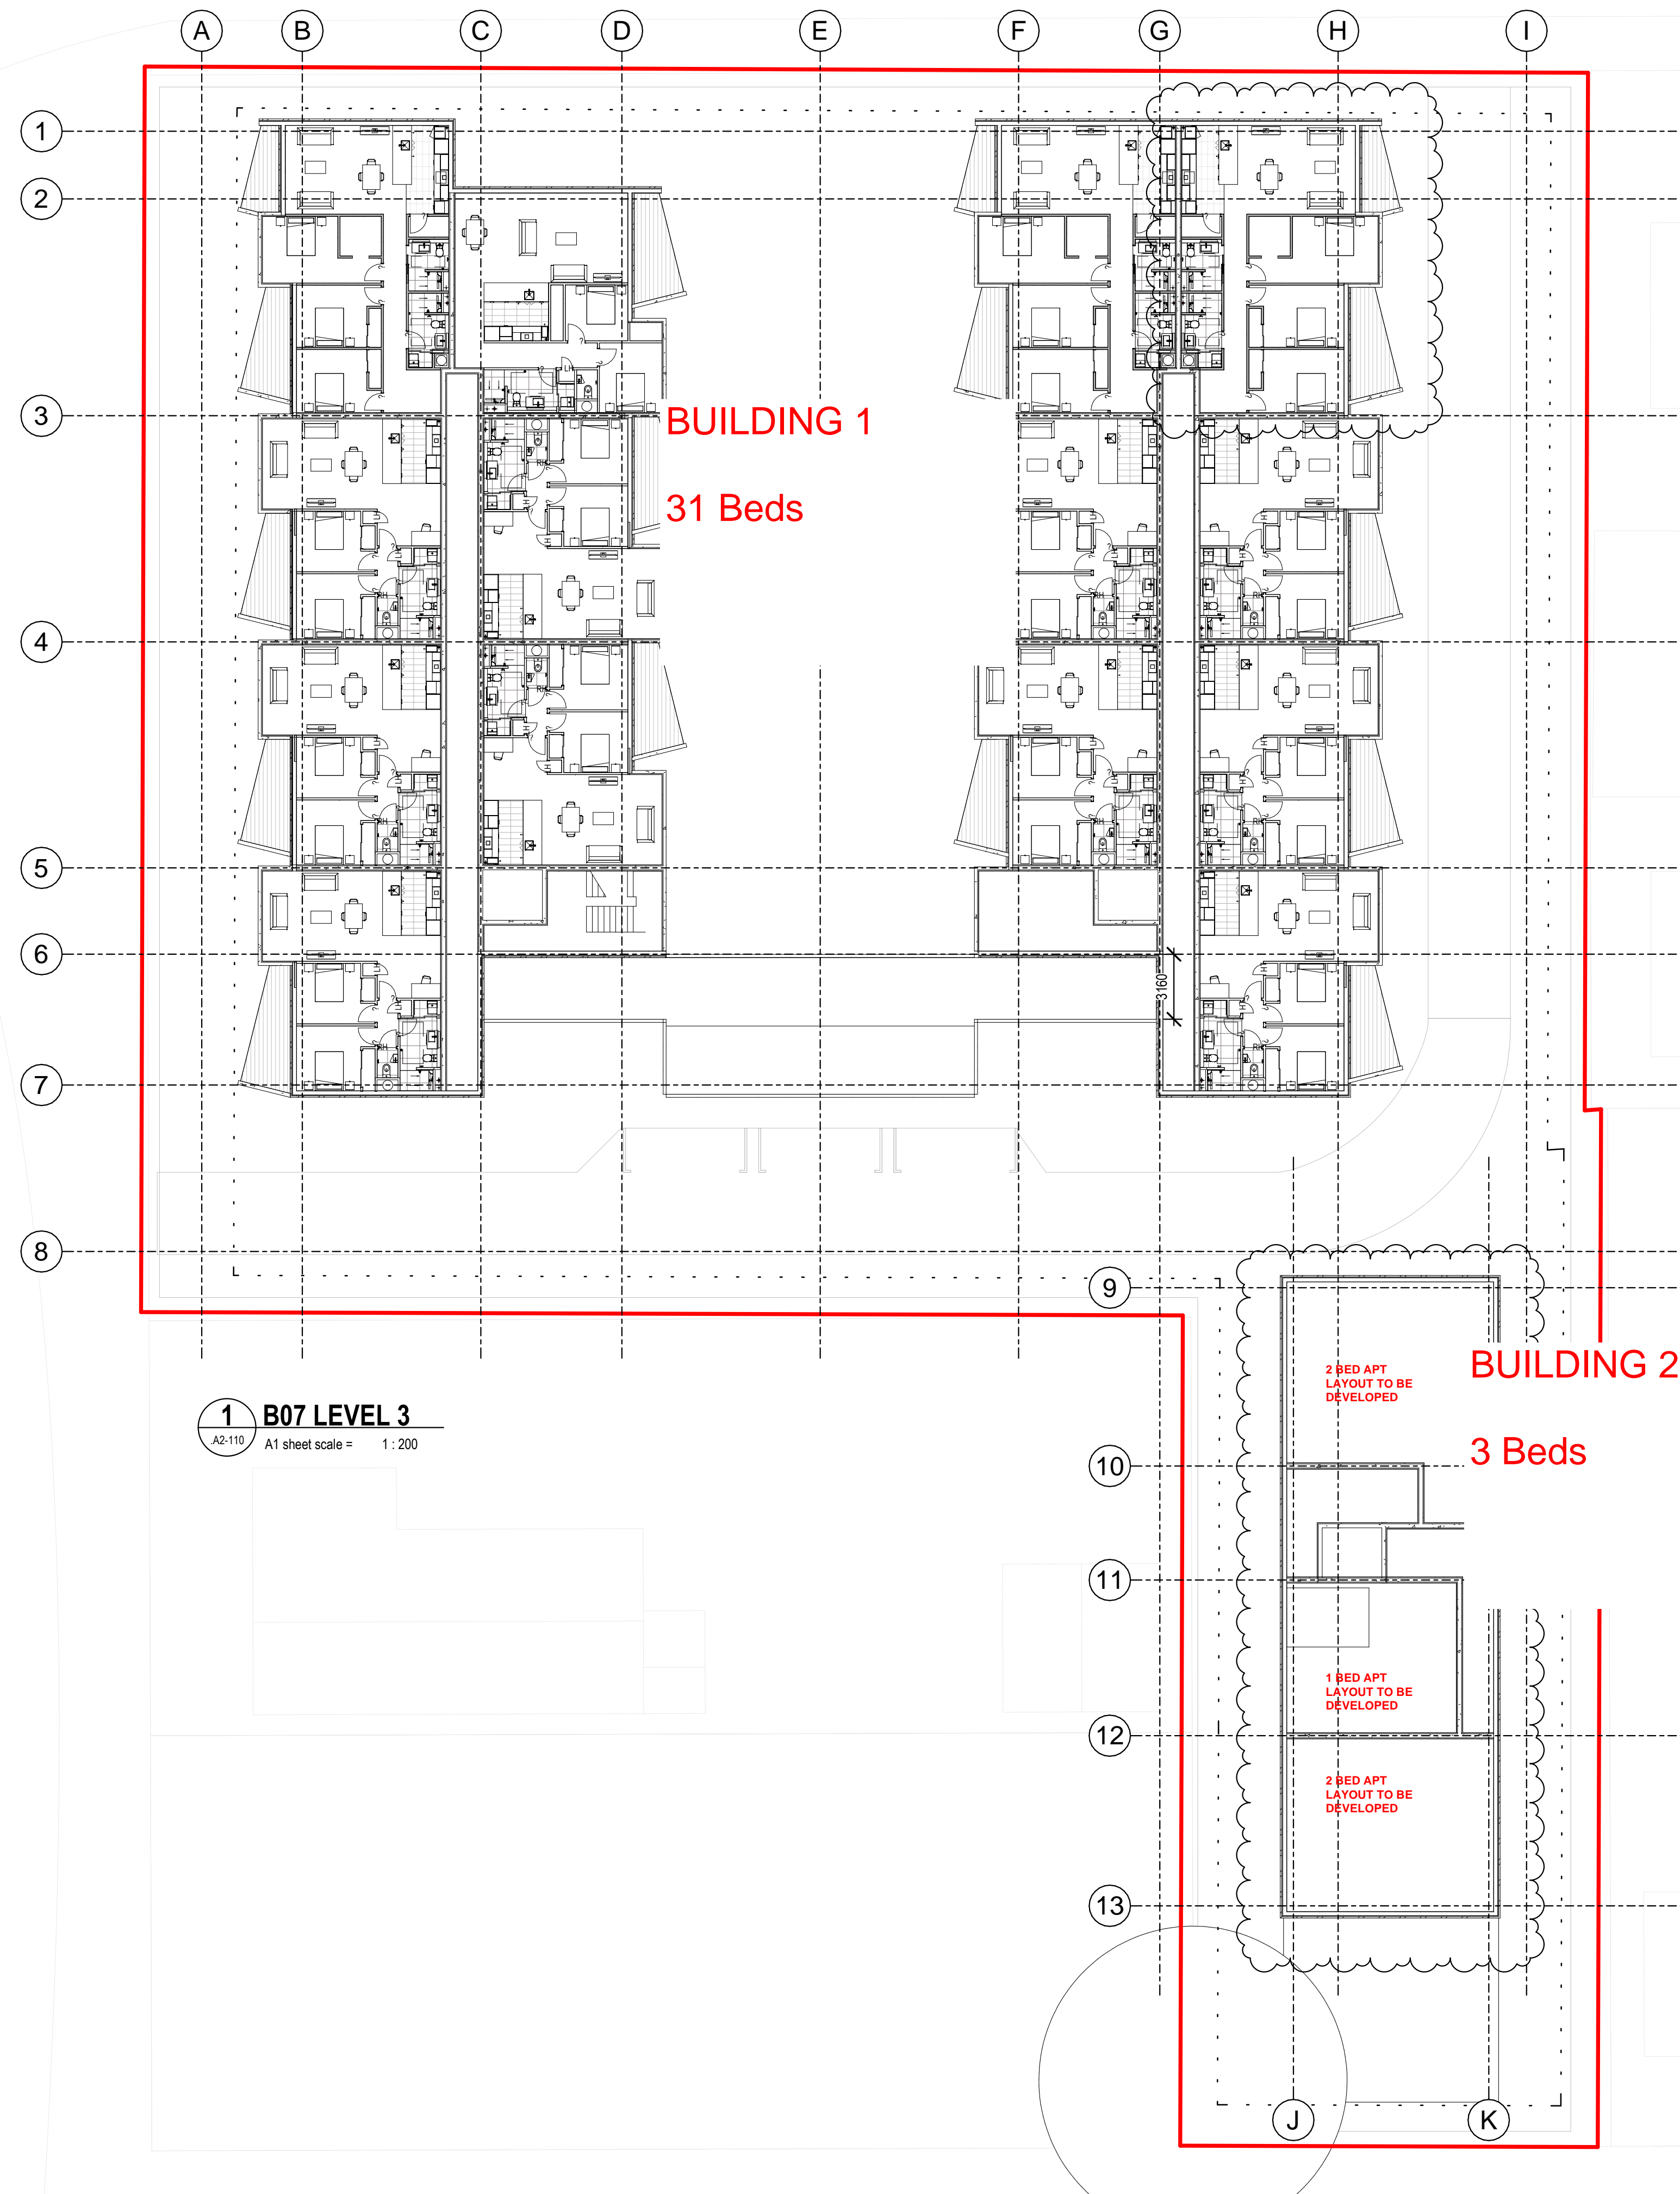 A B C D E F G H I
1
2
3
BUILDING 1
31 Beds
4
5
6
3160
7
8
9
BUILDING 2
2 BED APT
LAYOUT TO BE
DEVELOPED
1 B07 LEVEL 3
.A2-110 A1 sheet scale = 1 : 200
3 Beds
10
11
1 BED APT
LAYOUT TO BE
DEVELOPED
12
2 BED APT
LAYOUT TO BE
DEVELOPED
13
J K